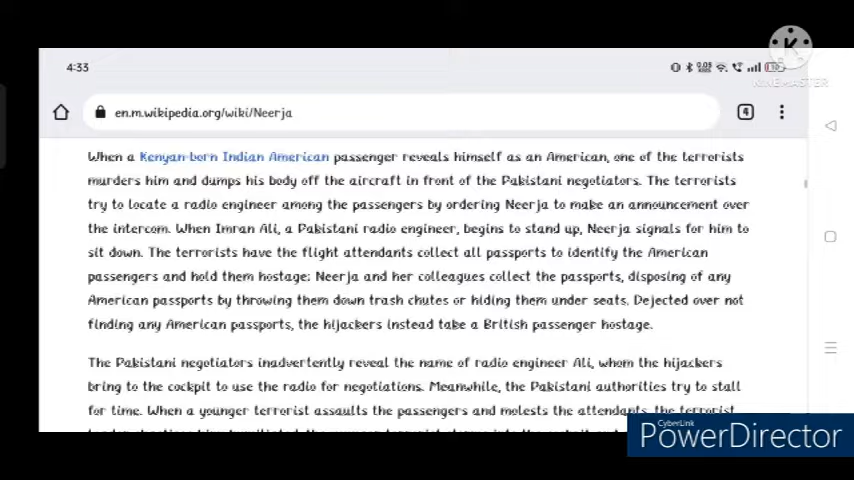 4:33
0.05
KINEMASTER
en.m.wikipedia.org/wiki/Neerja
4
When a Kenyan-born Indian American passenger reveals himself as an American, one of the terrorists
murders him and dumps his body off the aircraft in front of the Pakistani negotiators. The terrorists
try to locate a radio engineer among the passengers by ordering Neerja to make an announcement over
the intercom. When Imran Ali, a Pakistani radio engineer, begins to stand up, Neerja signals for him to
sit down. The terrorists have the flight attendants collect all passports to identify the American
passengers and hold them hostage; Neerja and her colleagues collect the passports, disposing of any
American passports by throwing them down trash chutes or hiding them under seats. Dejected over not
finding any American passports, the hijackers instead take a British passenger hostage.
The Pakistani negotiators inadvertently reveal the name of radio engineer Ali, whom the hijackers
bring to the cockpit to use the radio for negotiations. Meanwhile, the Pakistani authorities try to stall
for time. When a younger terrorist assaults the passengers and molests the attendants, the terrorist
CyberLink
PowerDirector